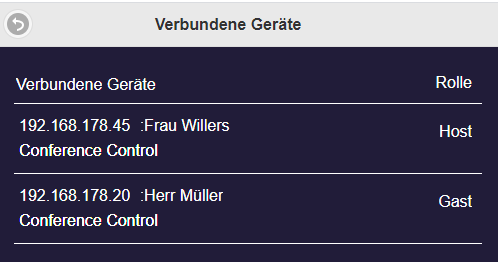 Verbundene Geräte
Verbundene Geräte Rolle
192.168.178.45 :Frau Willers Host
Conference Control
192.168.178.20 :Herr Müller Gast
Conference Control